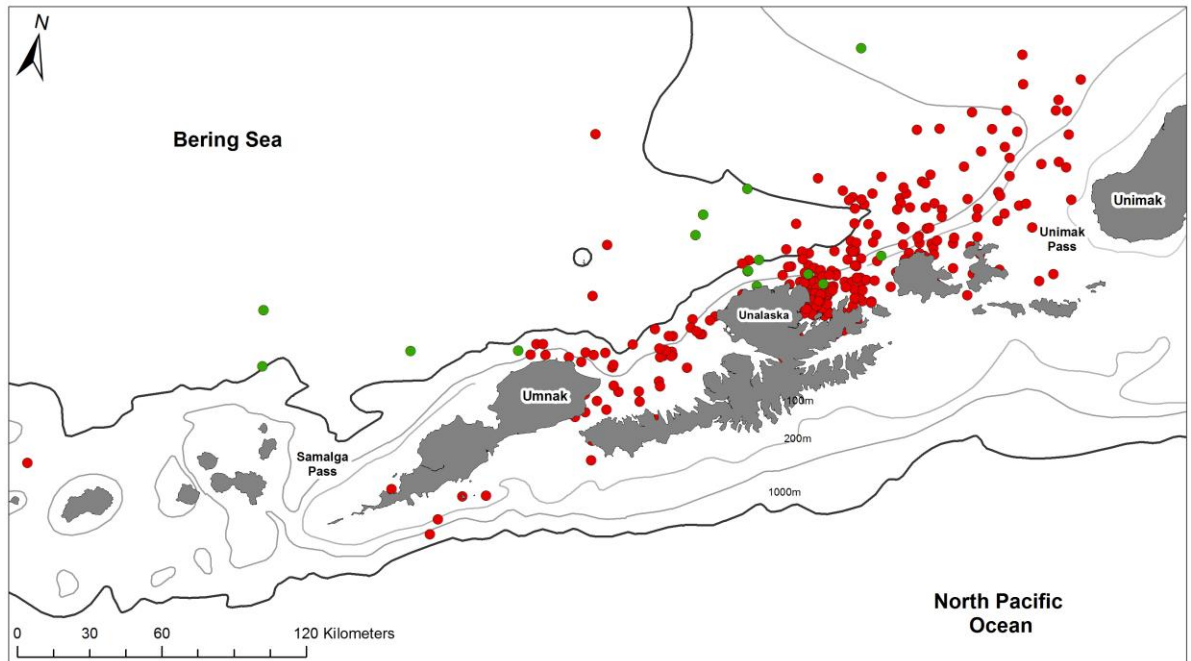 N
Bering Sea
Unimak
Unimak
Pass
Unalaska
Umnak
100m
200m
Samalga
Pass
1000m
North Pacific
Ocean
0 30 60 120 Kilometers